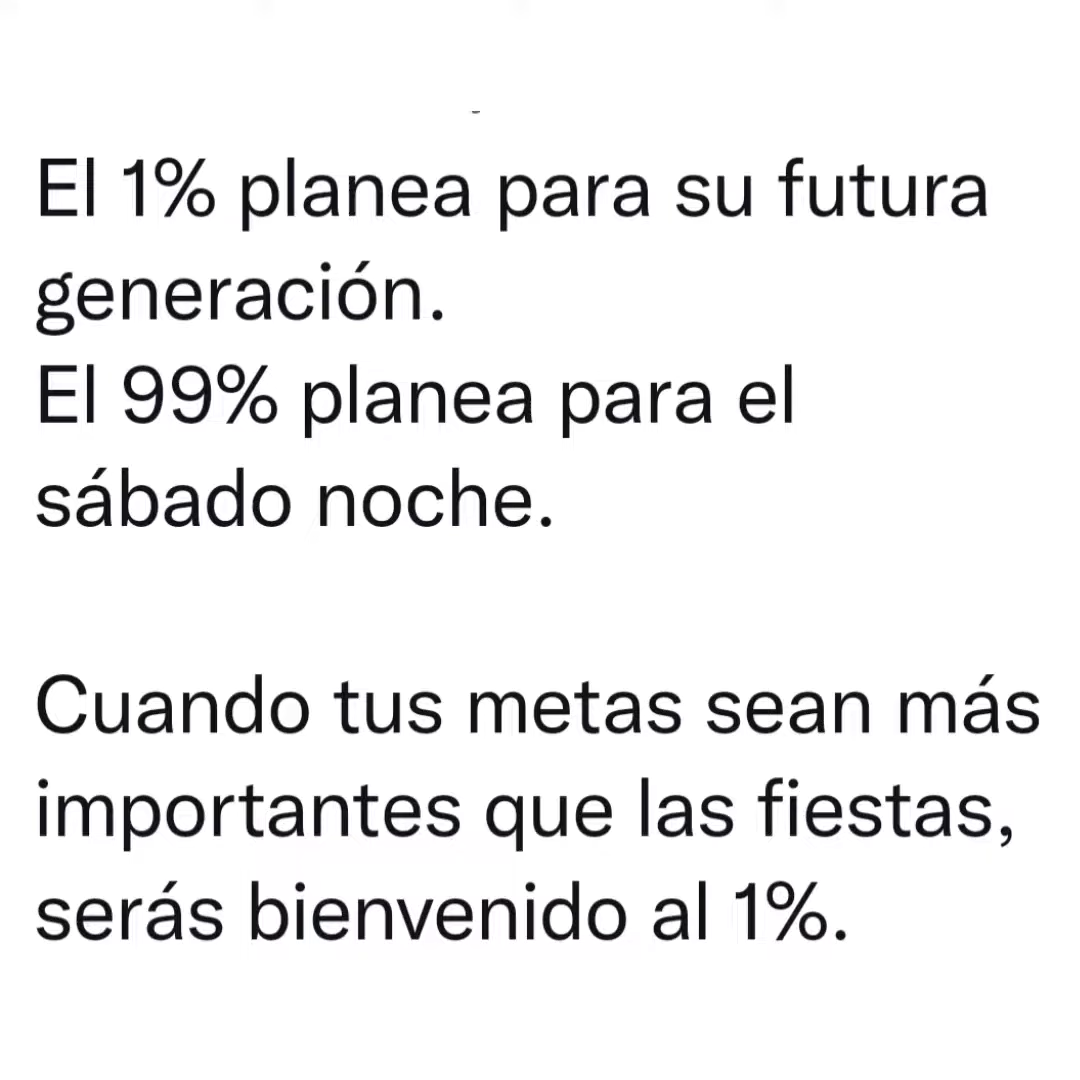 El 1% planea para su futura
generación.
El 99% planea para el
sábado noche.
Cuando tus metas sean más
importantes que las fiestas,
serás bienvenido al 1%.